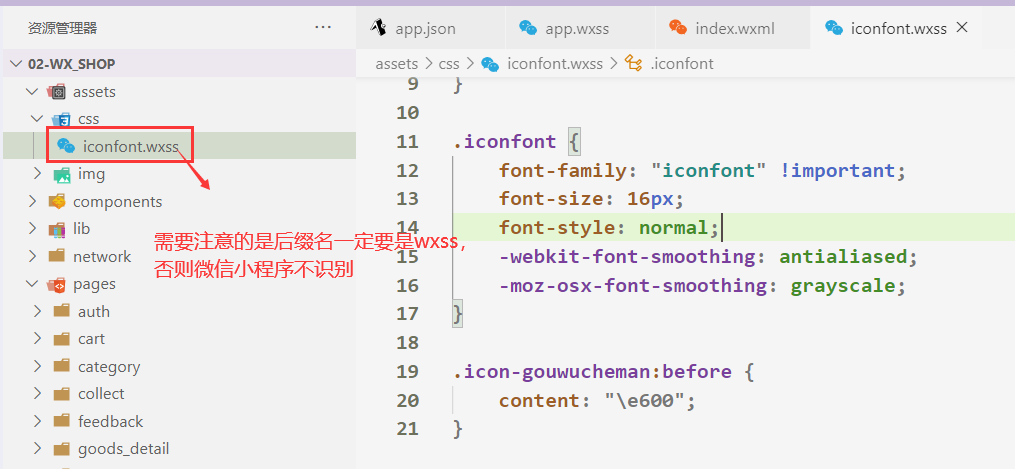 资源管理器 ···
app.json app.wxss index.wxml iconfont.wxss
02-WX_SHOP
assets > css > iconfont.wxss > .iconfont
assets
css
iconfont.wxss
img
components
lib
network
pages
auth
cart
category
collect
feedback
goods_detail
需要注意的是后缀名一定要是wxss，
否则微信小程序不识别
9 }
10
11 .iconfont {
12 font-family: "iconfont" !important;
13 font-size: 16px;
14 font-style: normal;
15 -webkit-font-smoothing: antialiased;
16 -moz-osx-font-smoothing: grayscale;
17 }
18
19 .icon-gouwucheman:before {
20 content: "\e600";
21 }